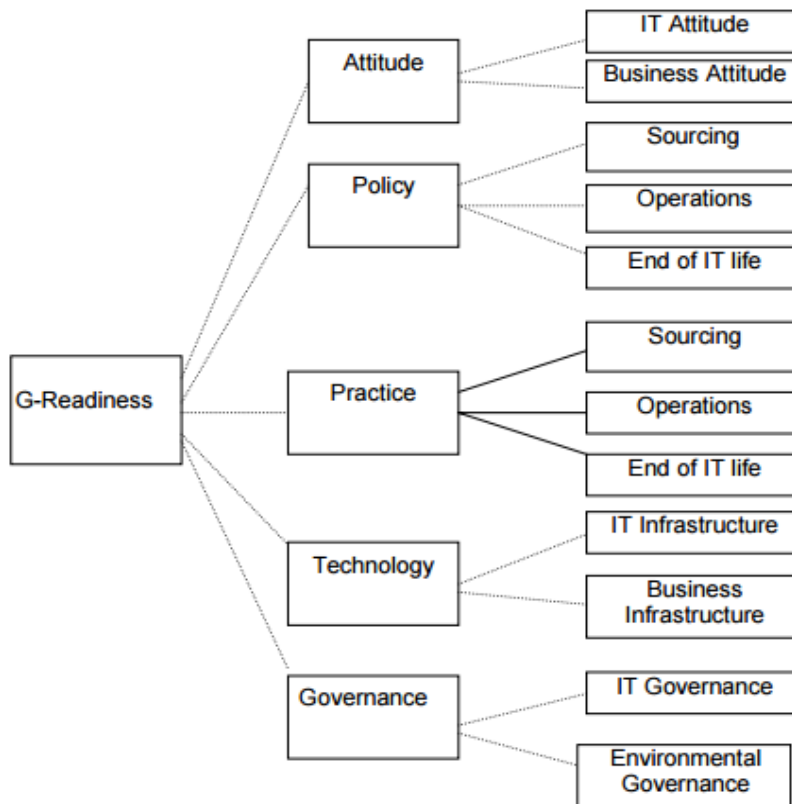 G-Readiness
Attitude
IT Attitude
Business Attitude
Policy
Sourcing
Operations
End of IT life
Practice
Sourcing
Operations
End of IT life
Technology
IT Infrastructure
Business
Infrastructure
Governance
IT Governance
Environmental
Governance